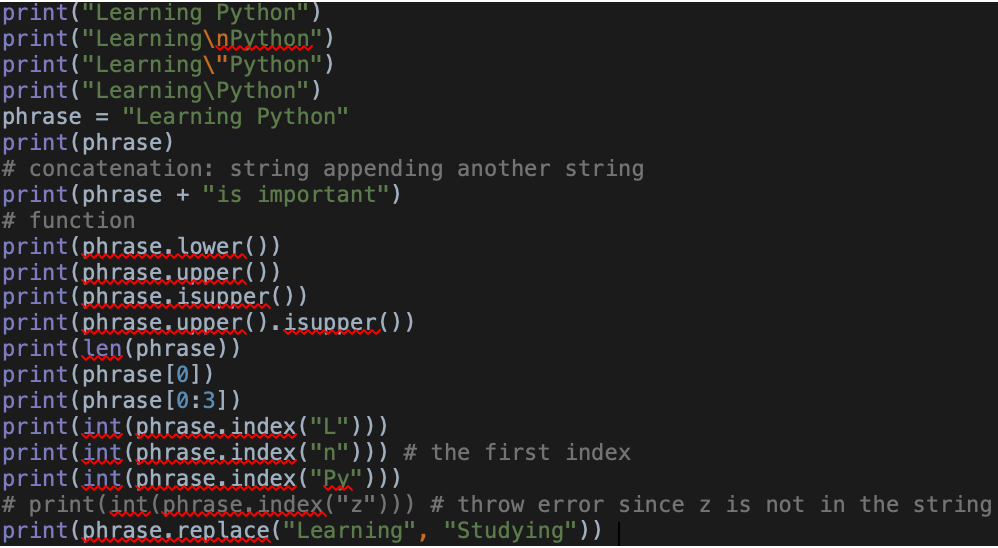 print("Learning Python")
print("Learning\nPython")
print("Learning\"Python")
print("Learning\Python")
phrase = "Learning Python"
print(phrase)
# concatenation: string appending another string
print(phrase + "is important")
# function
print(phrase.lower())
print(phrase.upper())
print(phrase.isupper())
print(phrase.upper().isupper())
print(len(phrase))
print(phrase[0])
print(phrase[0:3])
print(int(phrase.index("L")))
print(int(phrase.index("n"))) # the first index
print(int(phrase.index("Py")))
# print(int(phrase.index("z"))) # throw error since z is not in the string
print(phrase.replace("Learning", "Studying"))